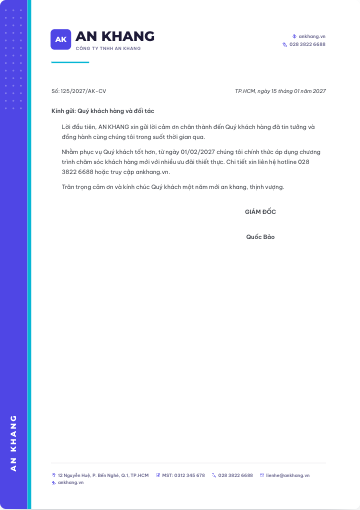 AK
AN KHANG
CÔNG TY TNHH AN KHANG
ankhang.vn
028 3822 6688
Số: 125/2027/AK-CV
TP.HCM, ngày 15 tháng 01 năm 2027
Kính gửi: Quý khách hàng và đối tác
Lời đầu tiên, AN KHANG xin gửi lời cảm ơn chân thành đến Quý khách hàng đã tin tưởng và
đồng hành cùng chúng tôi trong suốt thời gian qua.
Nhằm phục vụ Quý khách tốt hơn, từ ngày 01/02/2027 chúng tôi chính thức áp dụng chương
trình chăm sóc khách hàng mới với nhiều ưu đãi thiết thực. Chi tiết xin liên hệ hotline 028
3822 6688 hoặc truy cập ankhang.vn.
Trân trọng cảm ơn và kính chúc Quý khách một năm mới an khang, thịnh vượng.
GIÁM ĐỐC
Quốc Bảo
AN KHANG
12 Nguyễn Huệ, P. Bến Nghé, Q.1, TP.HCM MST: 0312 345 678 028 3822 6688 lienhe@ankhang.vn
ankhang.vn